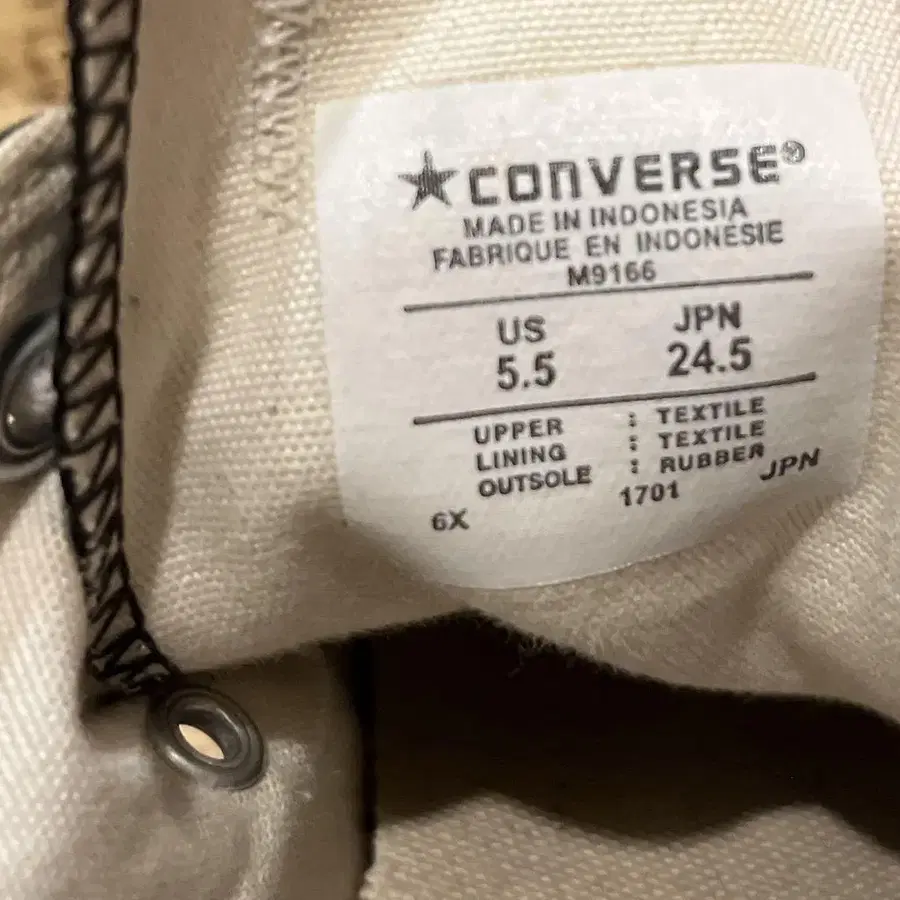 ★CONVERSE®
MADE IN INDONESIA
FABRIQUE EN INDONESIE
M9166
US JPN
5.5 24.5
UPPER : TEXTILE
LINING : TEXTILE
OUTSOLE : RUBBER
6X 1701 JPN